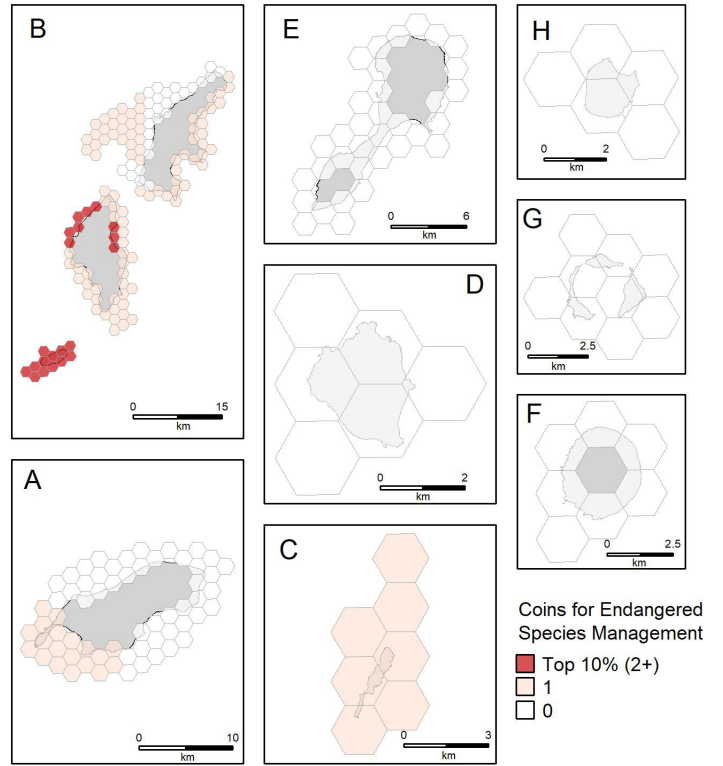 B
0 15
km
E
0 6
km
H
0 2
km
G
0 2.5
km
D
0 2
km
F
0 2.5
km
A
0 10
km
C
0 3
km
Coins for Endangered
Species Management
Top 10% (2+)
1
0